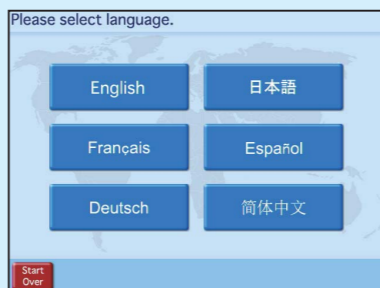 Please select language.
English
日本語
Français
Español
Deutsch
简体中文
Start
Over